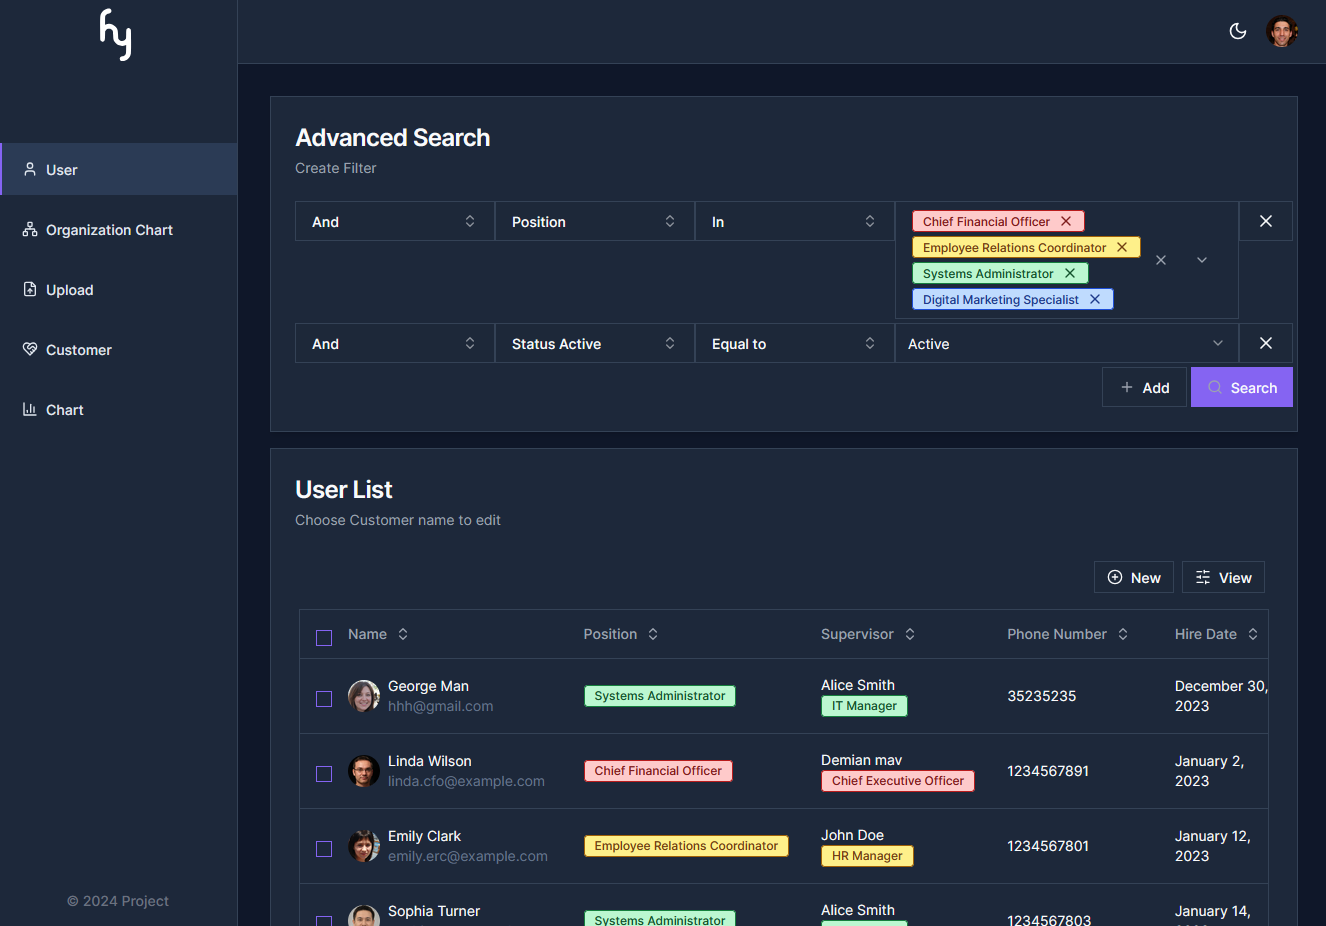 hy
User
Organization Chart
Upload
Customer
Chart
© 2024 Project
Advanced Search
Create Filter
And Position In Chief Financial Officer
Employee Relations Coordinator
Systems Administrator
Digital Marketing Specialist
And Status Active Equal to Active
Add Search
User List
Choose Customer name to edit
New View
Name Position Supervisor Phone Number Hire Date
George Man
hhh@gmail.com
Systems Administrator
Alice Smith
IT Manager
35235235
December 30,
2023
Linda Wilson
linda.cfo@example.com
Chief Financial Officer
Demian mav
Chief Executive Officer
1234567891
January 2,
2023
Emily Clark
emily.erc@example.com
Employee Relations Coordinator
John Doe
HR Manager
1234567801
January 12,
2023
Sophia Turner
Systems Administrator
Alice Smith
1234567803
January 14,